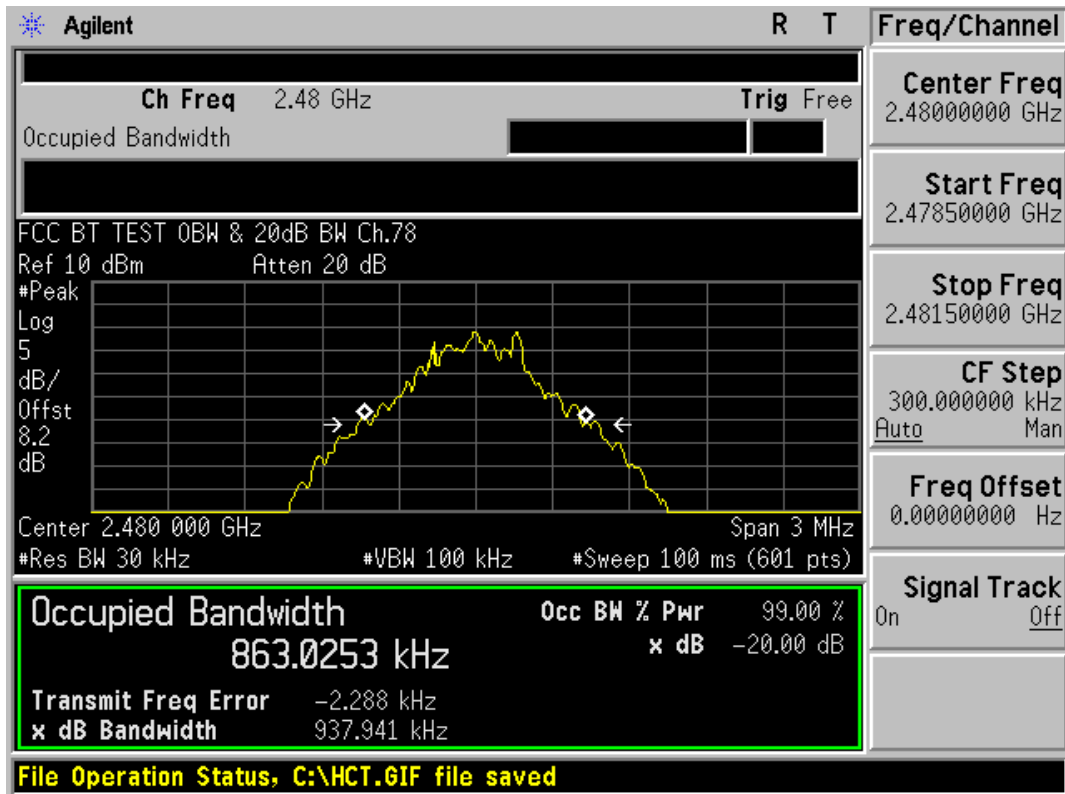 Agilent R T
Freq/Channel
Ch Freq 2.48 GHz Trig Free
Occupied Bandwidth
FCC BT TEST OBW & 20dB BW Ch.78
Ref 10 dBm Atten 20 dB
#Peak
Log
5
dB/
Offst
8.2
dB
Center 2.480 000 GHz Span 3 MHz
#Res BW 30 kHz #VBW 100 kHz #Sweep 100 ms (601 pts)
Occupied Bandwidth
863.0253 kHz
Occ BW % Pwr 99.00 %
x dB -20.00 dB
Transmit Freq Error -2.288 kHz
x dB Bandwidth 937.941 kHz
File Operation Status, C:\HCT.GIF file saved
Center Freq
2.48000000 GHz
Start Freq
2.47850000 GHz
Stop Freq
2.48150000 GHz
CF Step
300.000000 kHz
Auto Man
Freq Offset
0.00000000 Hz
Signal Track
On Off